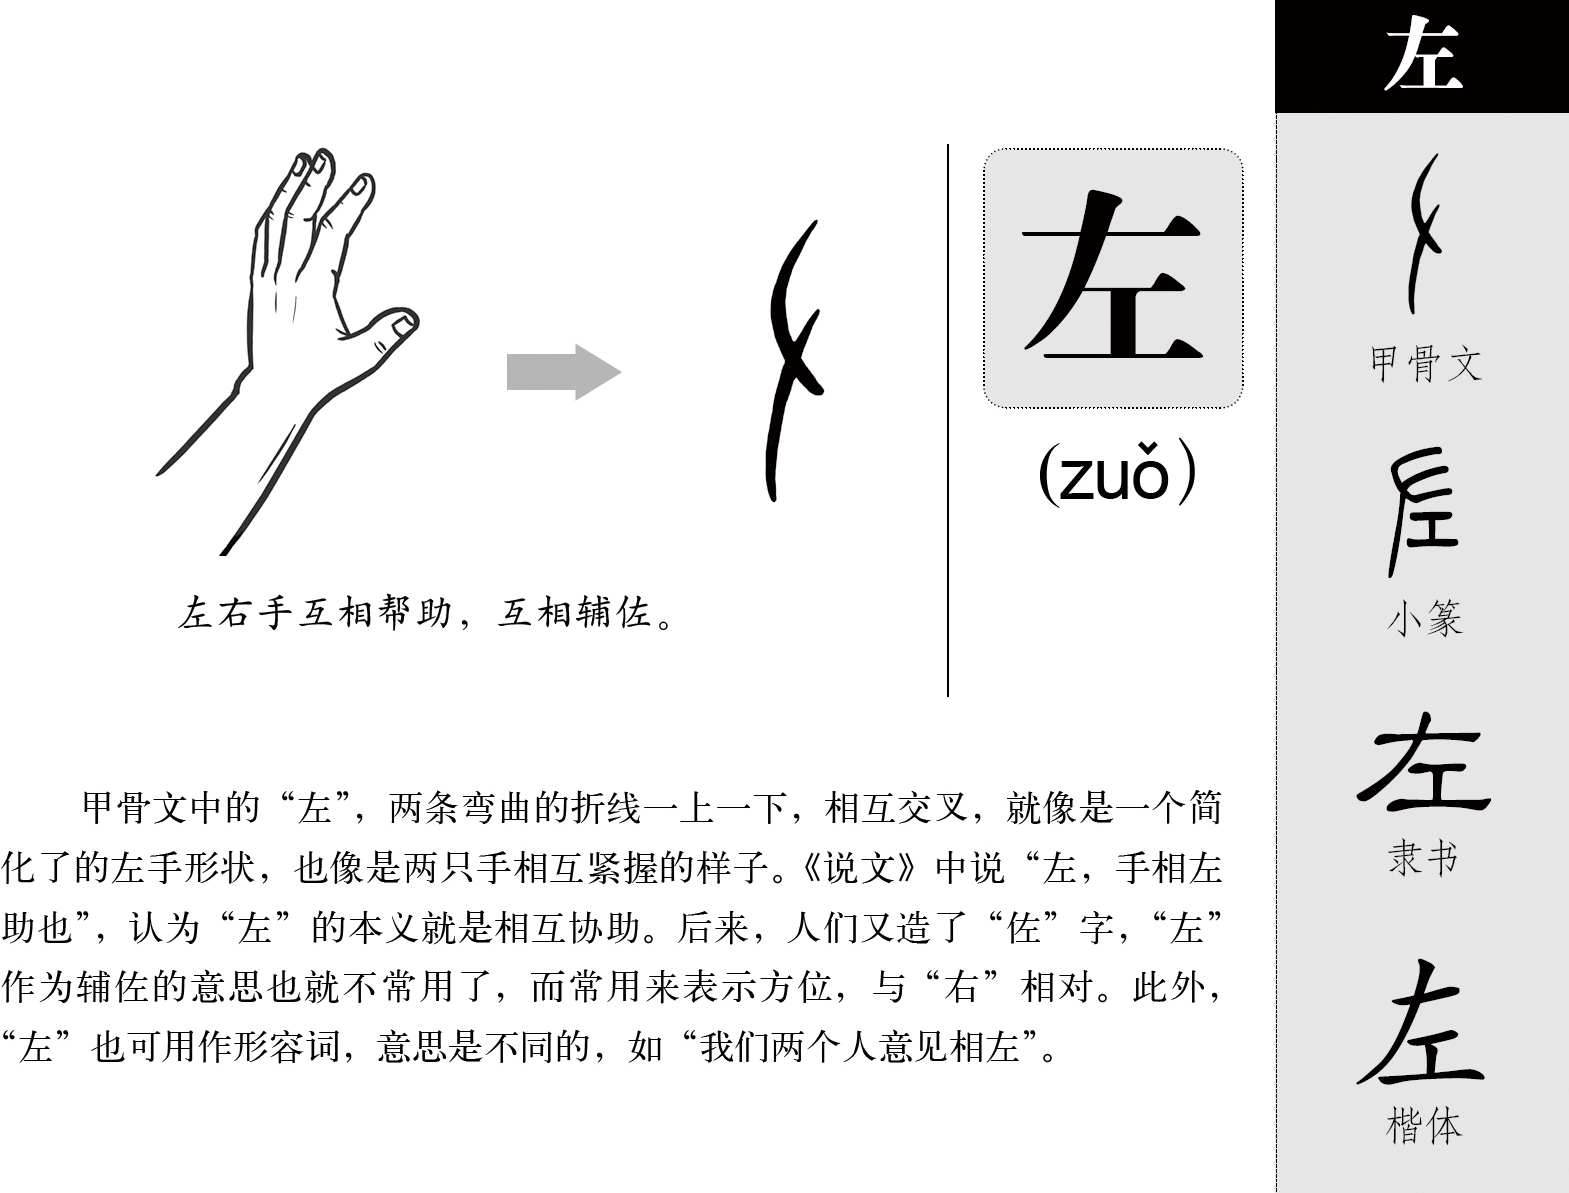 左
左
(zuǒ)
左右手互相帮助，互相辅佐。
甲骨文中的“左”，两条弯曲的折线一上一下，相互交叉，就像是一个简
化了的左手形状，也像是两只手相互紧握的样子。《说文》中说“左，手相左
助也”，认为“左”的本义就是相互协助。后来，人们又造了“佐”字，“左”
作为辅佐的意思也就不常用了，而常用来表示方位，与“右”相对。此外，
“左”也可用作形容词，意思是不同的，如“我们两个人意见相左”。
甲骨文
左
小篆
左
隶书
左
楷体